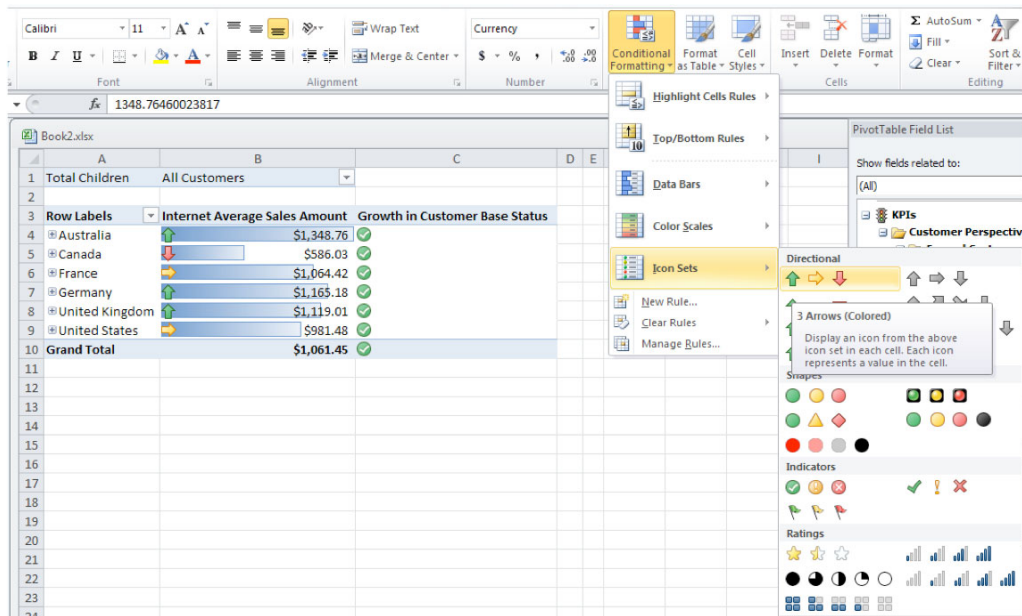 Calibri 11 Wrap Text Currency AutoSum
Fill
B I U Merge & Center $ % , Conditional Formatting Format as Table Cell Styles Insert Delete Format Clear Sort & Filter
Font Alignment Number Cells Editing
fx 1348.76460023817
Highlight Cells Rules
Top/Bottom Rules
Data Bars
Color Scales
Icon Sets
New Rule...
Clear Rules
Manage Rules...
Book2.xlsx
A B C D E I
1 Total Children All Customers
2
3 Row Labels Internet Average Sales Amount Growth in Customer Base Status
4 Australia $1,348.76
5 Canada $586.03
6 France $1,064.42
7 Germany $1,165.18
8 United Kingdom $1,119.01
9 United States $981.48
10 Grand Total $1,061.45
11
12
13
14
15
16
17
18
19
20
21
22
23
PivotTable Field List
Show fields related to:
(All)
KPIs
Customer Perspectiv
Directional
3 Arrows (Colored)
Display an icon from the above
icon set in each cell. Each icon
represents a value in the cell.
Shapes
Indicators
Ratings